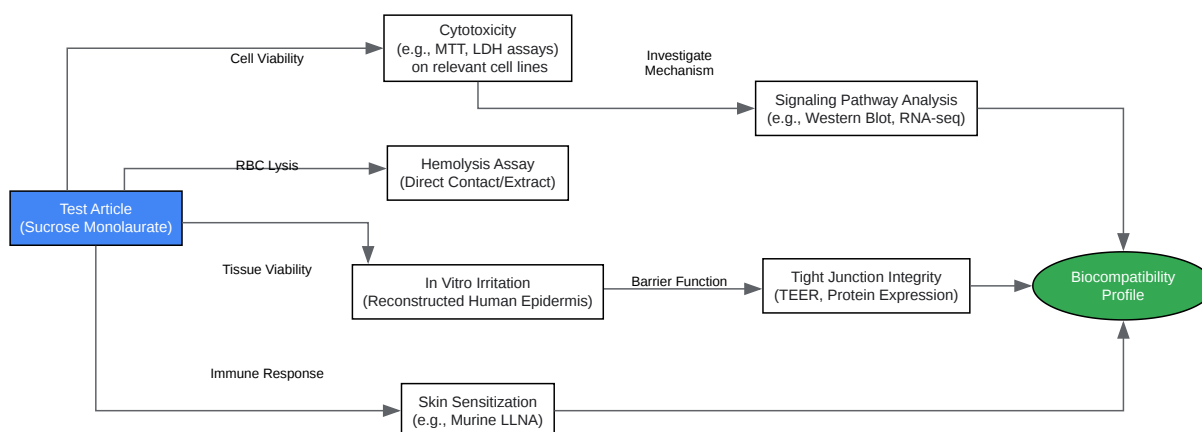 Cytotoxicity
(e.g., MTT, LDH assays)
on relevant cell lines
Cell Viability
Investigate
Mechanism
Signaling Pathway Analysis
(e.g., Western Blot, RNA-seq)
RBC Lysis
Hemolysis Assay
(Direct Contact/Extract)
Test Article
(Sucrose Monolaurate)
Tissue Viability
In Vitro Irritation
(Reconstructed Human Epidermis)
Barrier Function
Tight Junction Integrity
(TEER, Protein Expression)
Biocompatibility
Profile
Immune Response
Skin Sensitization
(e.g., Murine LLNA)